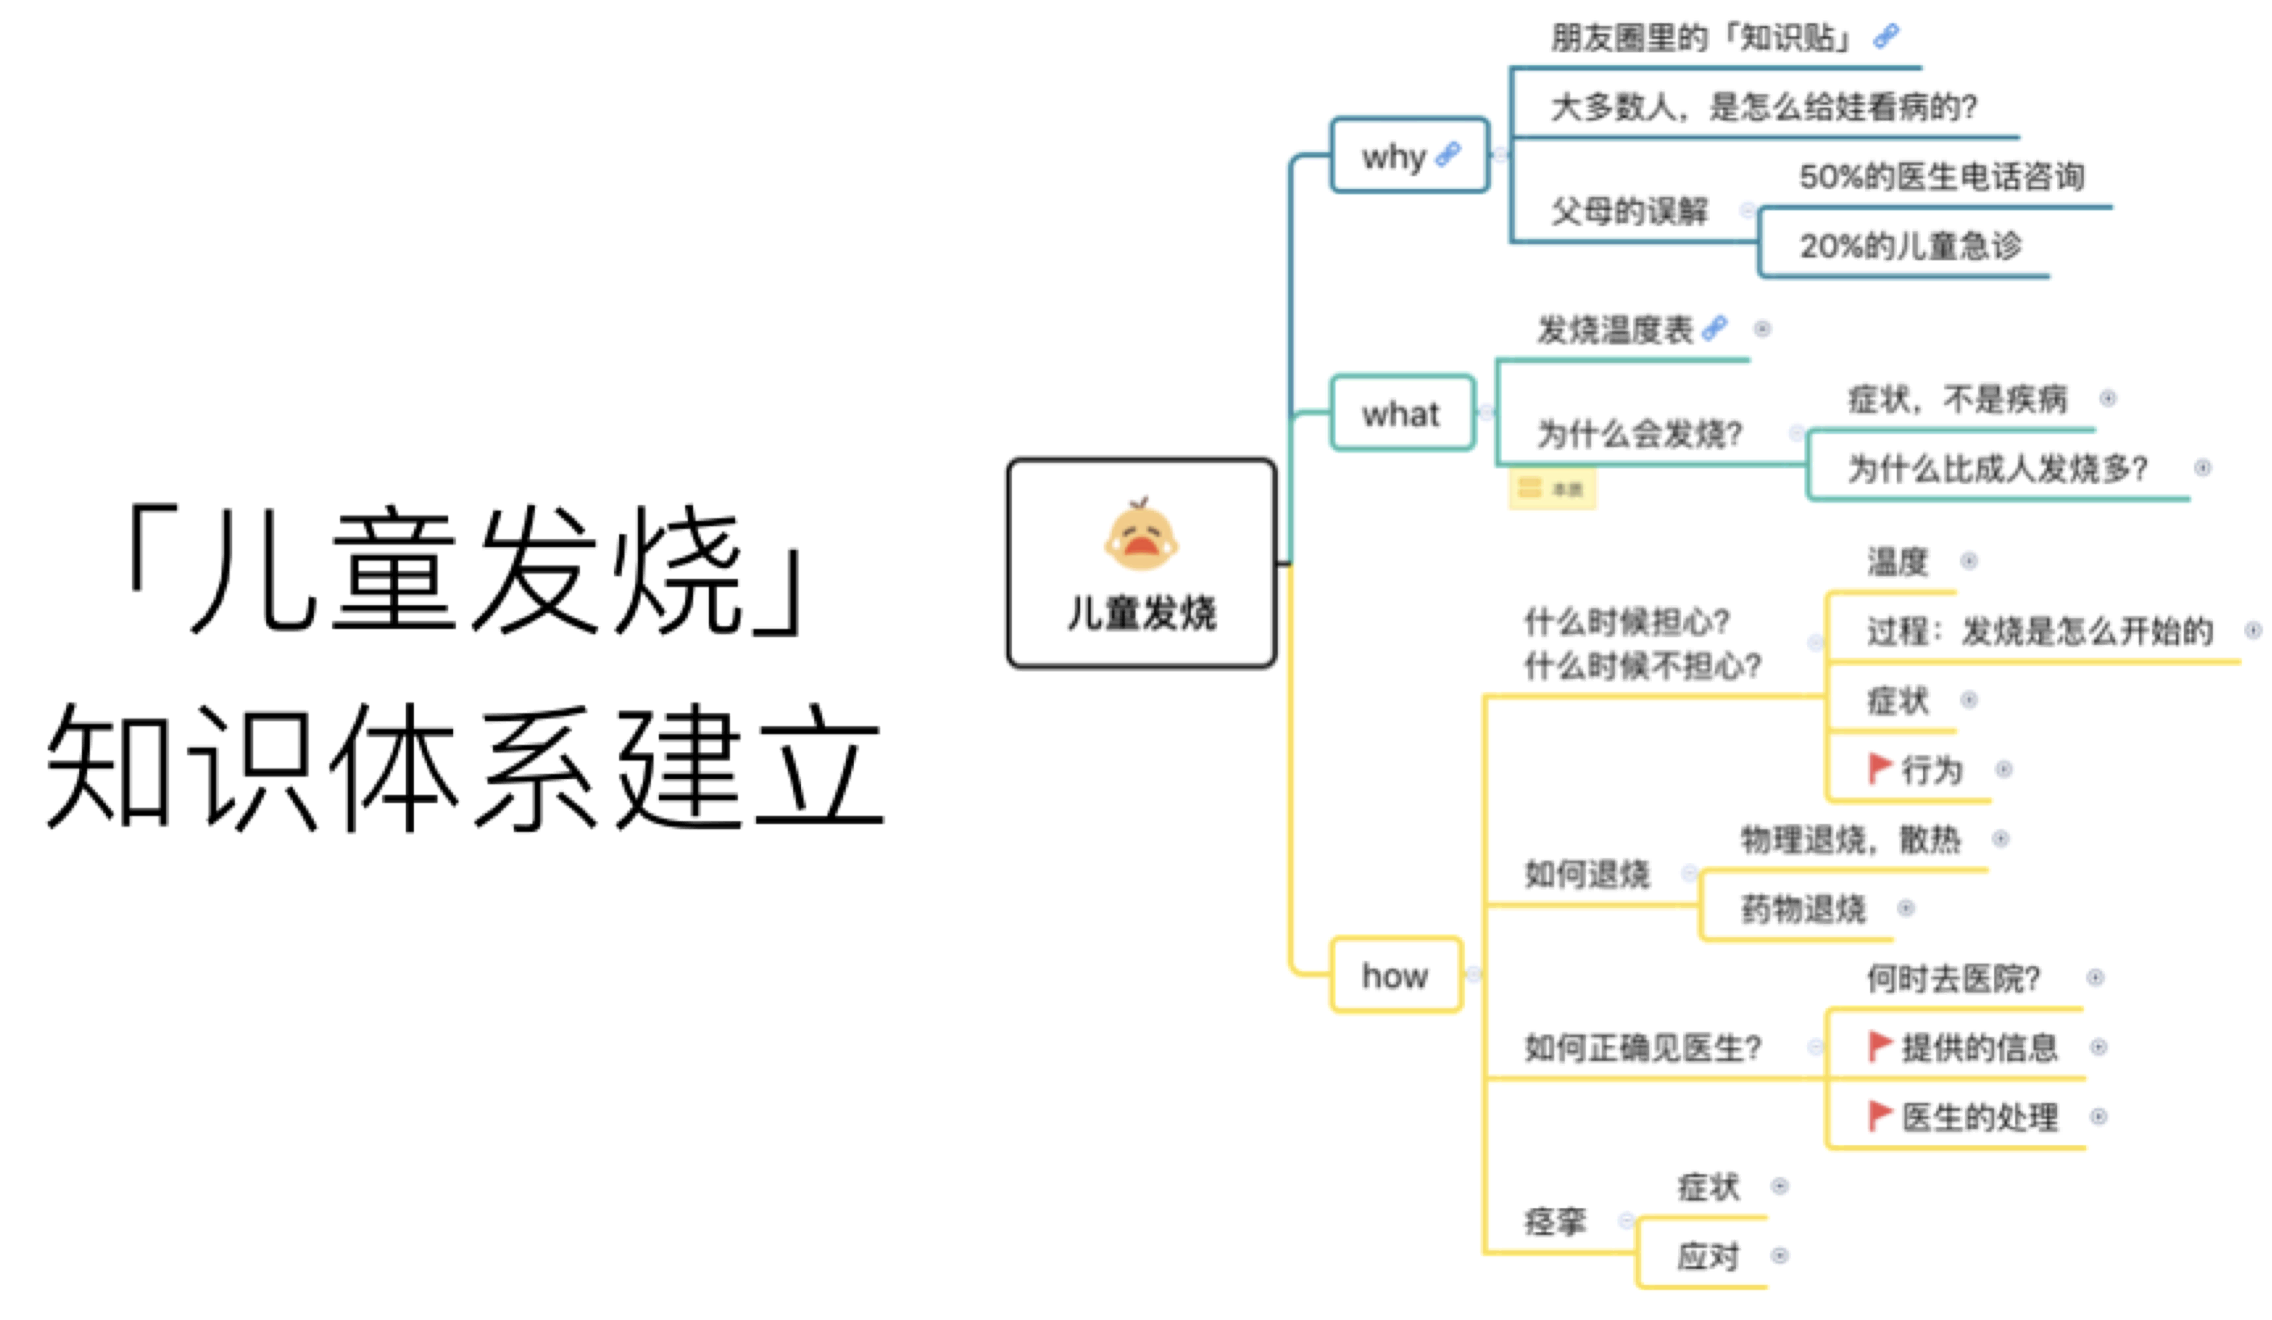 「儿童发烧」
知识体系建立
儿童发烧
why
朋友圈里的「知识贴」
大多数人，是怎么给娃看病的？
父母的误解
50%的医生电话咨询
20%的儿童急诊
what
发烧温度表
为什么会发烧？
本质
症状，不是疾病
为什么比成人发烧多？
how
什么时候担心？
什么时候不担心？
温度
过程：发烧是怎么开始的
症状
行为
如何退烧
物理退烧，散热
药物退烧
如何正确见医生？
何时去医院？
提供的信息
医生的处理
痉挛
症状
应对